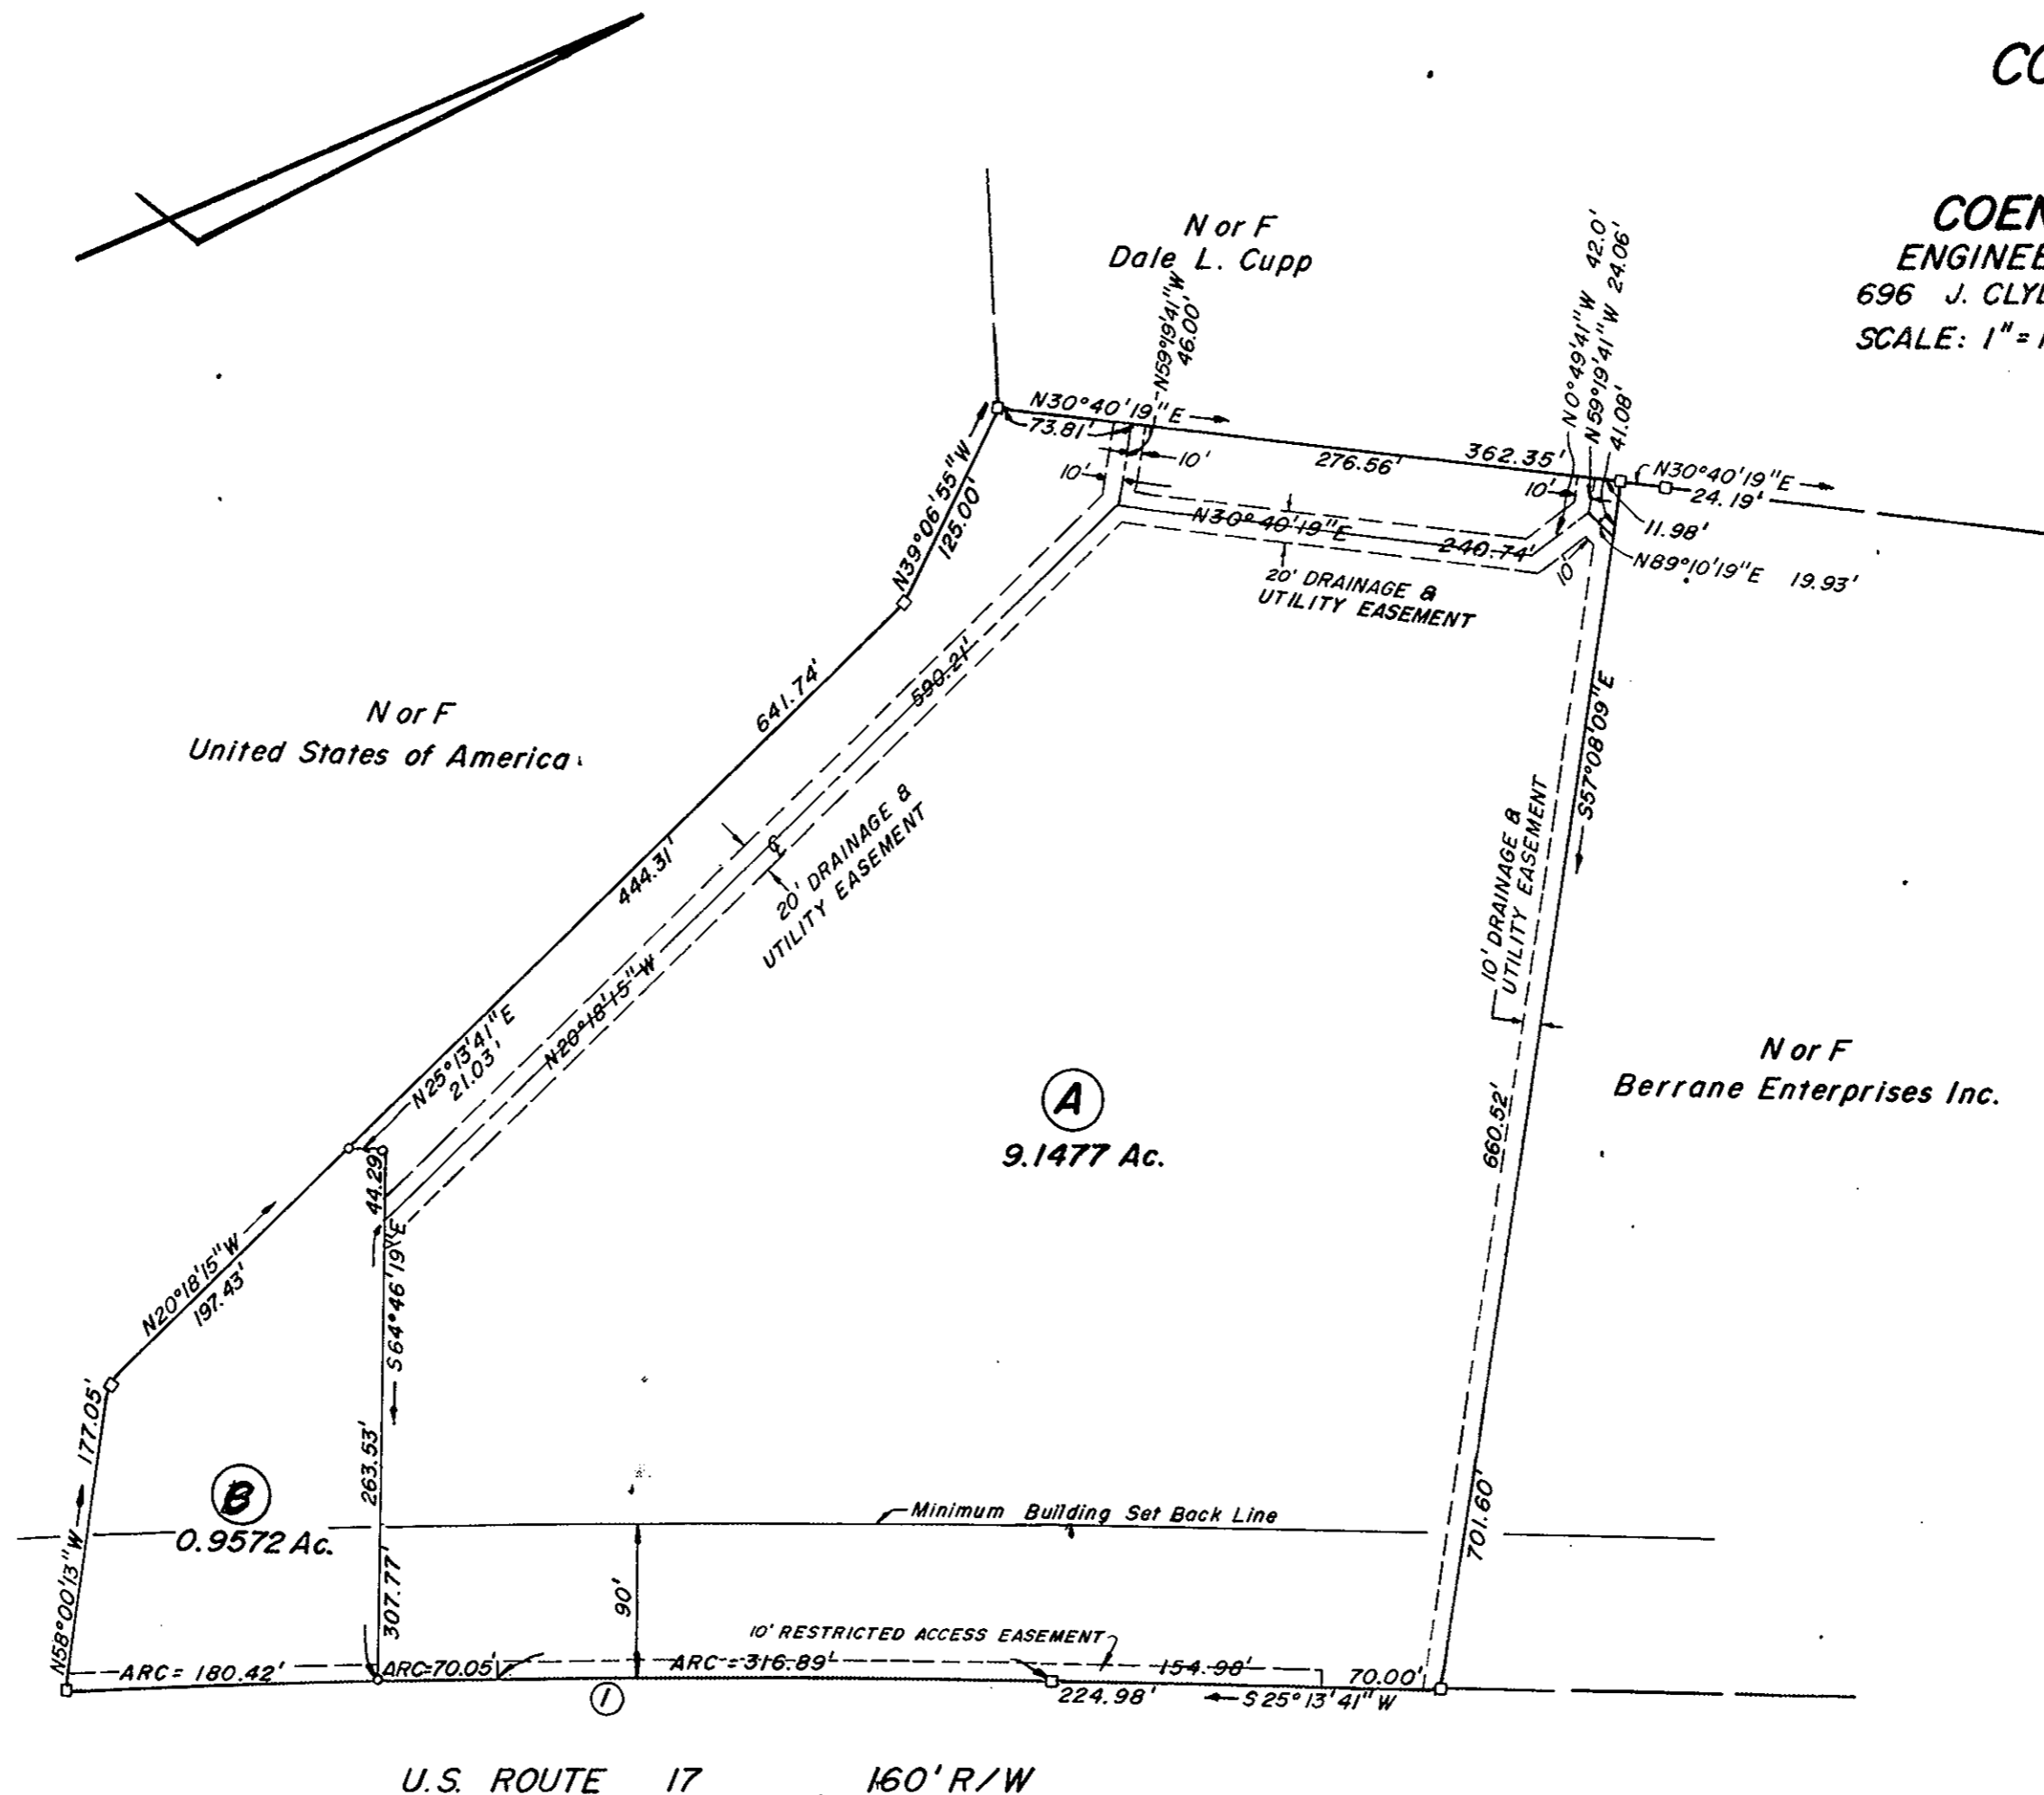 CO
COEN
ENGINEE
696 J. CLYD
SCALE: 1"=1
N or F
Dale L. Cupp
N59°19'41"W
46.00'
N0°49'41"W 42.0'
N59°19'41"W 24.06'
41.08'
N30°40'19"E
73.81'
10'
10'
276.56'
362.35'
10'
N30°40'19"E
24.19'
11.98'
N89°10'19"E 19.93'
10'
N39°06'55"W
125.00'
N30°40'19"E
240.74'
20' DRAINAGE &
UTILITY EASEMENT
N or F
United States of America
641.74'
590.21'
444.31'
20' DRAINAGE &
UTILITY EASEMENT
N20°18'15"W
S57°08'09"E
10' DRAINAGE &
UTILITY EASEMENT
N or F
Berrane Enterprises Inc.
N25°13'41"E
21.03'
A
9.1477 Ac.
660.52'
44.29'
S64°46'19"E
N20°18'15"W
197.43'
N58°00'13"W 177.05'
263.53'
B
0.9572 Ac.
Minimum Building Set Back Line
701.60'
307.77'
90'
10' RESTRICTED ACCESS EASEMENT
ARC = 180.42'
ARC=70.05'
ARC = 316.89'
154.98'
70.00'
1
224.98'
S25°13'41"W
U.S. ROUTE 17 160' R/W